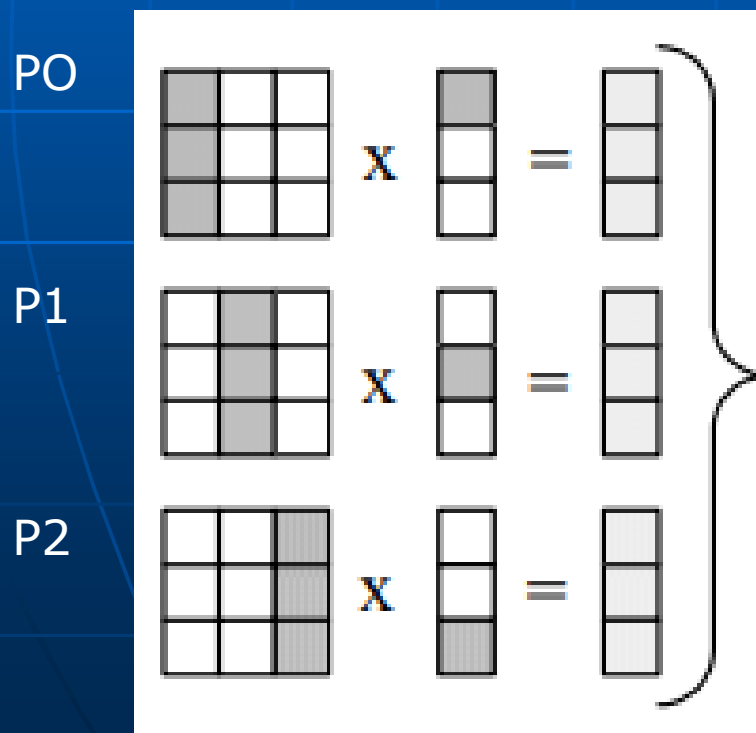 PO
x =
P1
x =
P2
x =